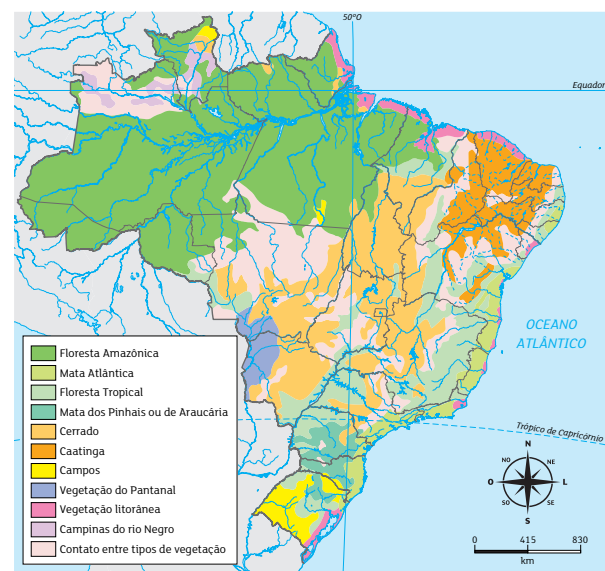 50°O
Equador
OCEANO
ATLÂNTICO
Floresta Amazônica
Mata Atlântica
Floresta Tropical
Mata dos Pinhais ou de Araucária
Cerrado
Caatinga
Campos
Vegetação do Pantanal
Vegetação litorânea
Campinas do rio Negro
Contato entre tipos de vegetação
Trópico de Capricórnio
N
NO
NE
O
L
SO
SE
S
0
415
830
km